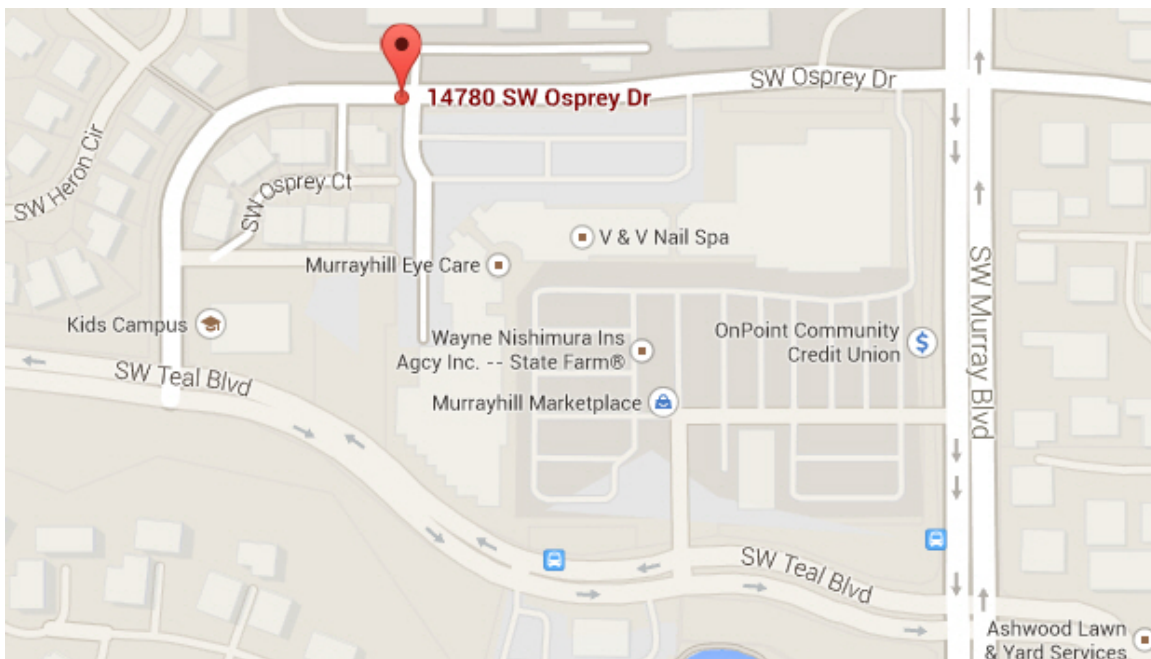 SW Osprey Dr
14780 SW Osprey Dr
SW Heron Cir
SW Osprey Ct
V & V Nail Spa
Murrayhill Eye Care
SW Murray Blvd
Kids Campus
Wayne Nishimura Ins
Agcy Inc. -- State Farm®
OnPoint Community
Credit Union
$
SW Teal Blvd
Murrayhill Marketplace
SW Teal Blvd
Ashwood Lawn
& Yard Services